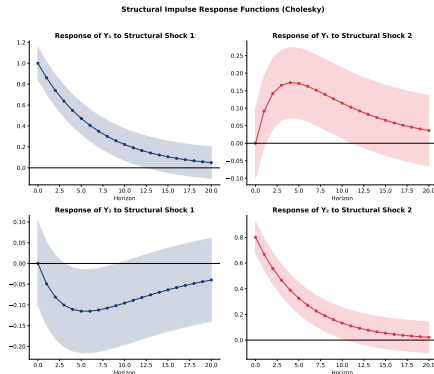 Structural Impulse Response Functions (Cholesky)
Response of Y₁ to Structural Shock 1
1.2
1.0
0.8
0.6
0.4
0.2
0.0
0.0 2.5 5.0 7.5 10.0 12.5 15.0 17.5 20.0
Horizon
Response of Y₁ to Structural Shock 2
0.25
0.20
0.15
0.10
0.05
0.00
−0.05
−0.10
0.0 2.5 5.0 7.5 10.0 12.5 15.0 17.5 20.0
Horizon
Response of Y₂ to Structural Shock 1
0.10
0.05
0.00
−0.05
−0.10
−0.15
−0.20
0.0 2.5 5.0 7.5 10.0 12.5 15.0 17.5 20.0
Horizon
Response of Y₂ to Structural Shock 2
0.8
0.6
0.4
0.2
0.0
0.0 2.5 5.0 7.5 10.0 12.5 15.0 17.5 20.0
Horizon